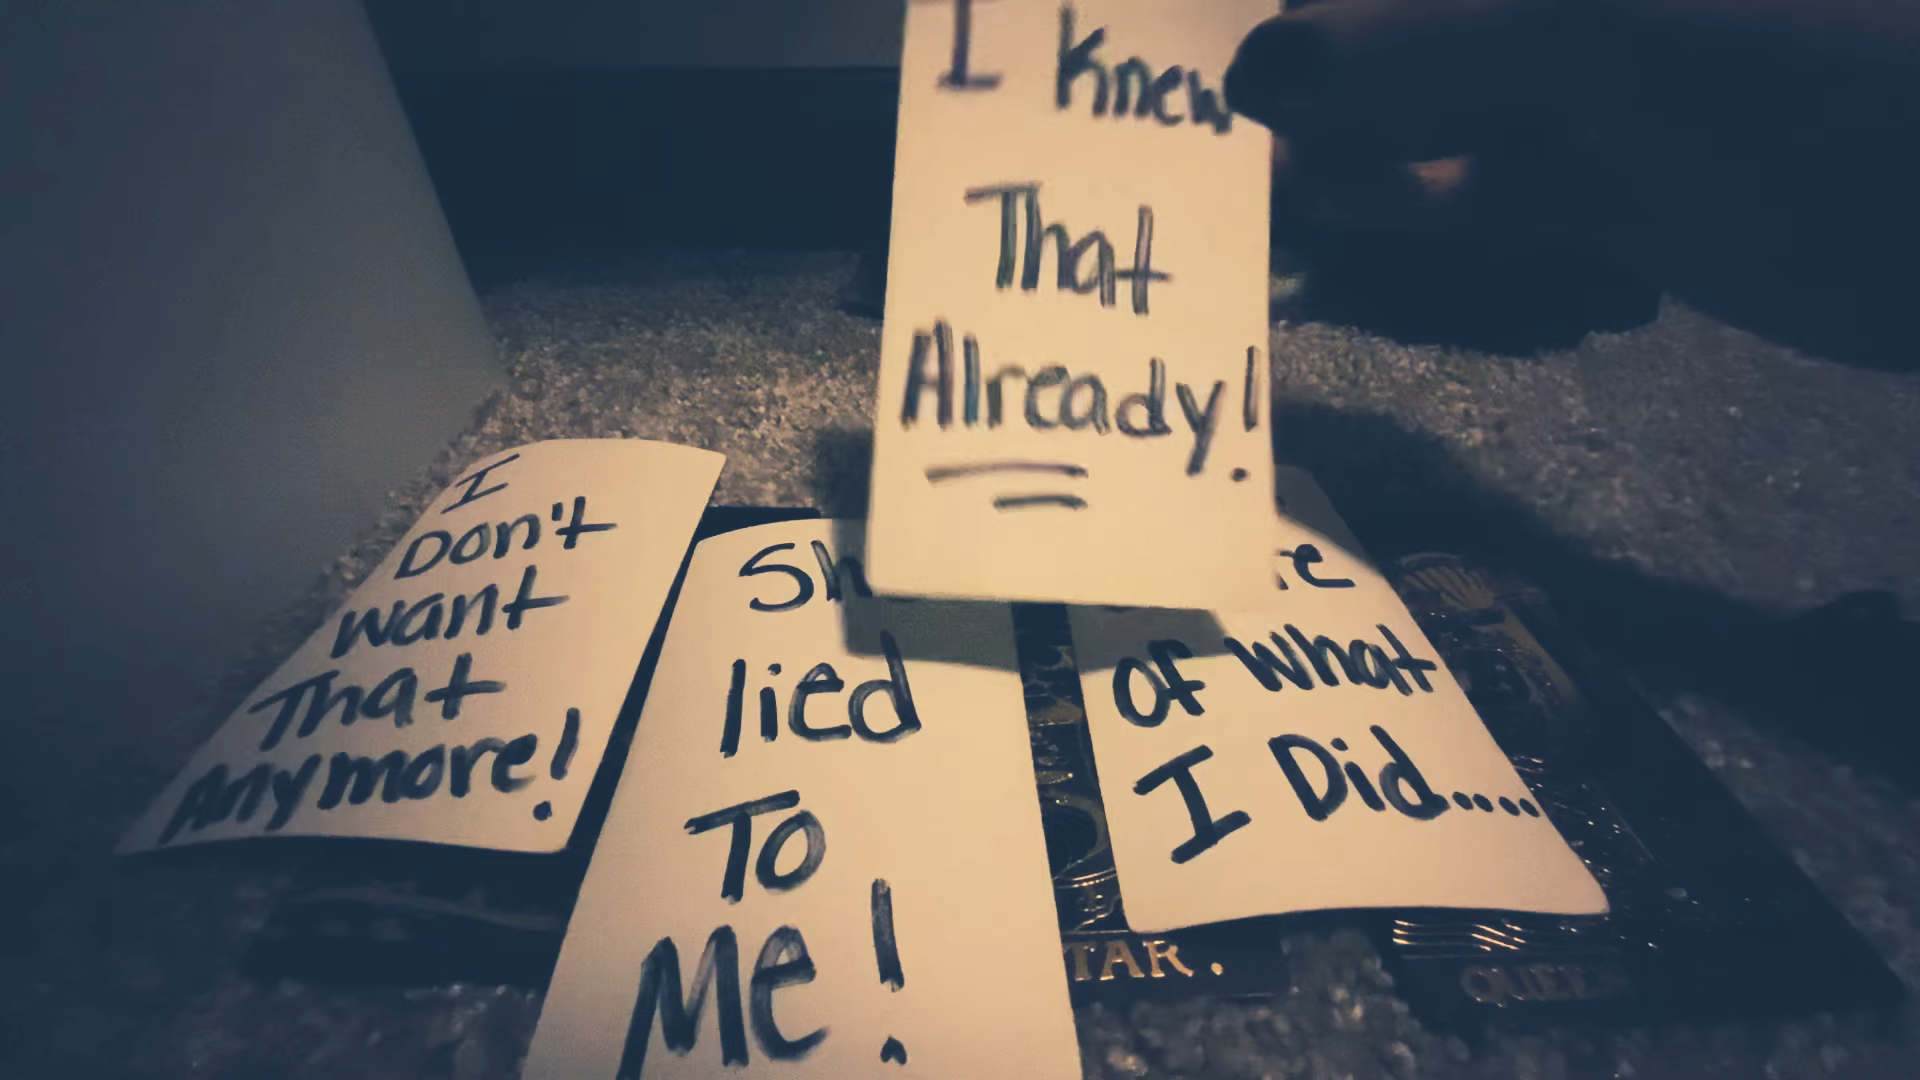 I Knew
That
Already!
I
Don't
want
That
Anymore!
lied
To
Me!
of what
I Did....
TAR.